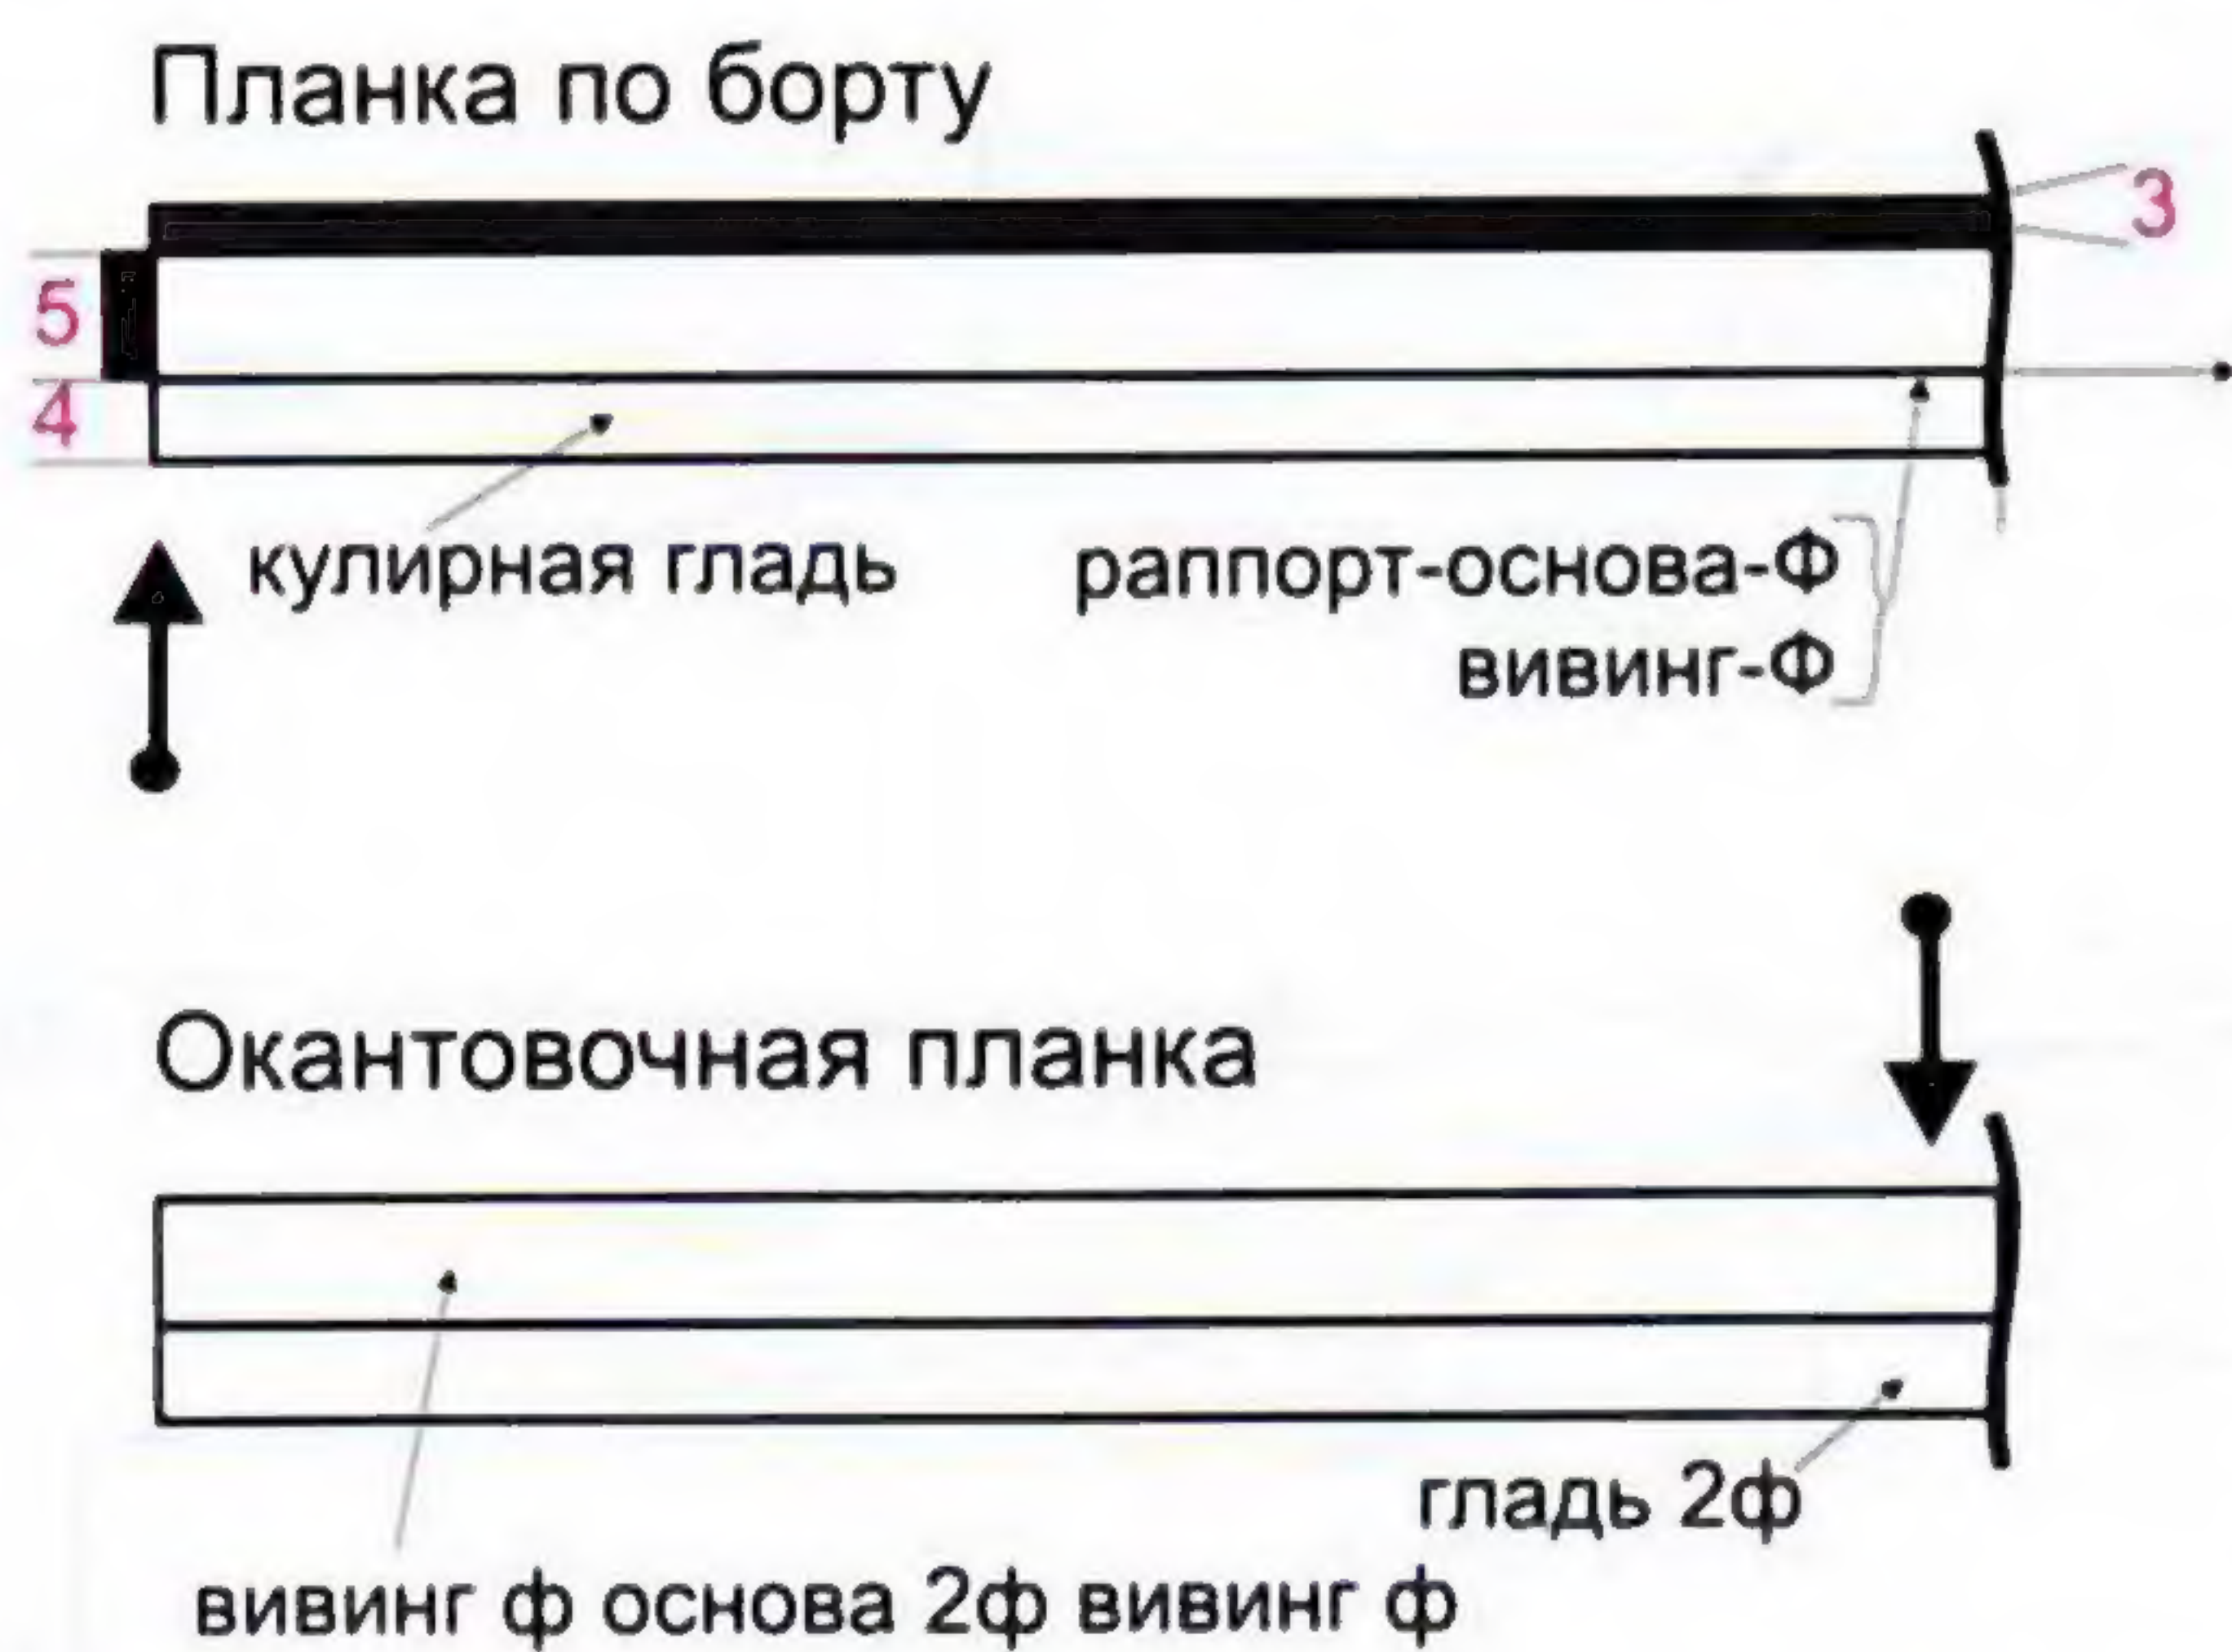 Планка по борту
3
5
4
кулирная гладь
раппорт-основа-Ф
вивинг-Ф
Окантовочная планка
гладь 2ф
вивинг ф основа 2ф вивинг ф